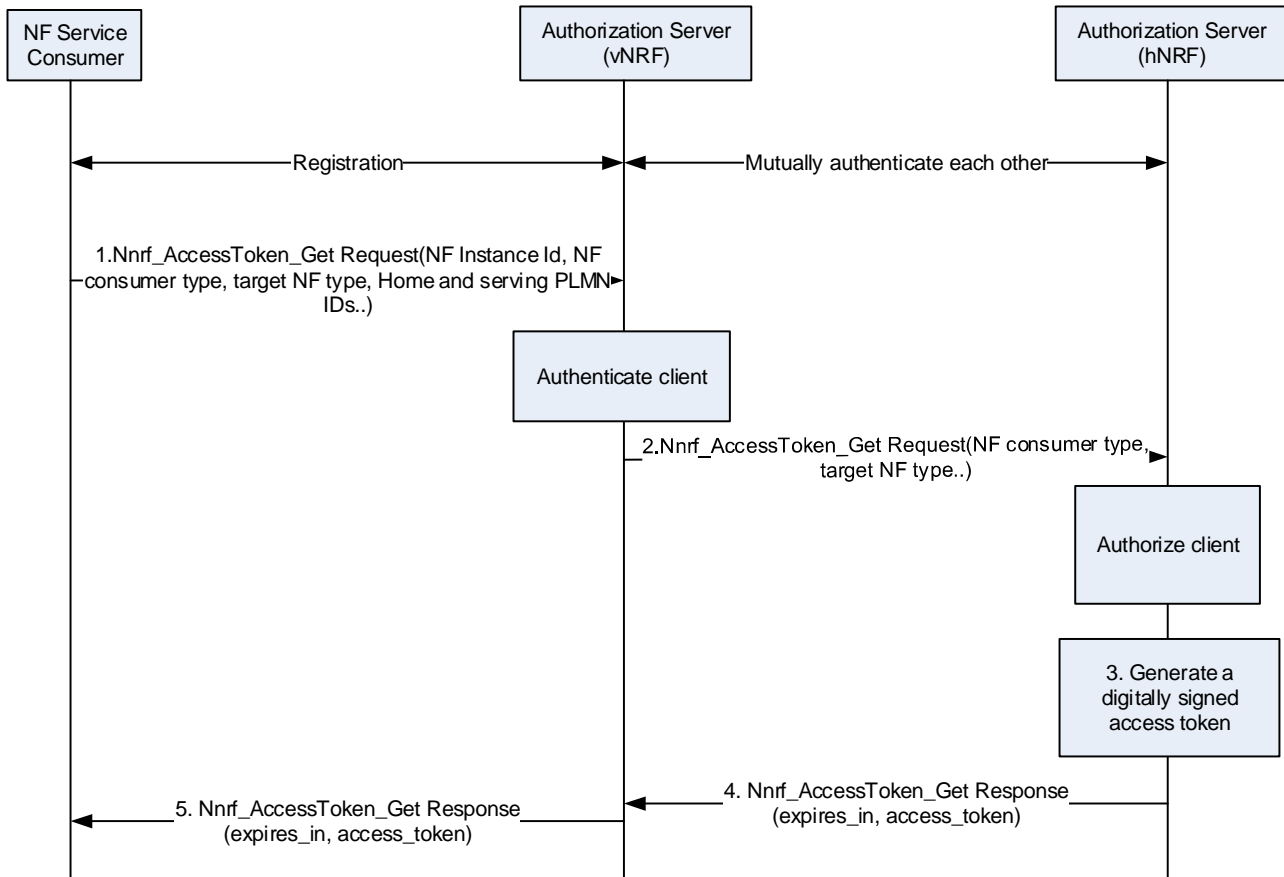 NF Service
Consumer
Authorization Server
(vNRF)
Authorization Server
(hNRF)
Registration
Mutually authenticate each other
1.Nnrf_AccessToken_Get Request(NF Instance Id, NF
consumer type, target NF type, Home and serving PLMN
IDs..)
Authenticate client
2.Nnrf_AccessToken_Get Request(NF consumer type,
target NF type..)
Authorize client
3. Generate a
digitally signed
access token
4. Nnrf_AccessToken_Get Response
(expires_in, access_token)
5. Nnrf_AccessToken_Get Response
(expires_in, access_token)